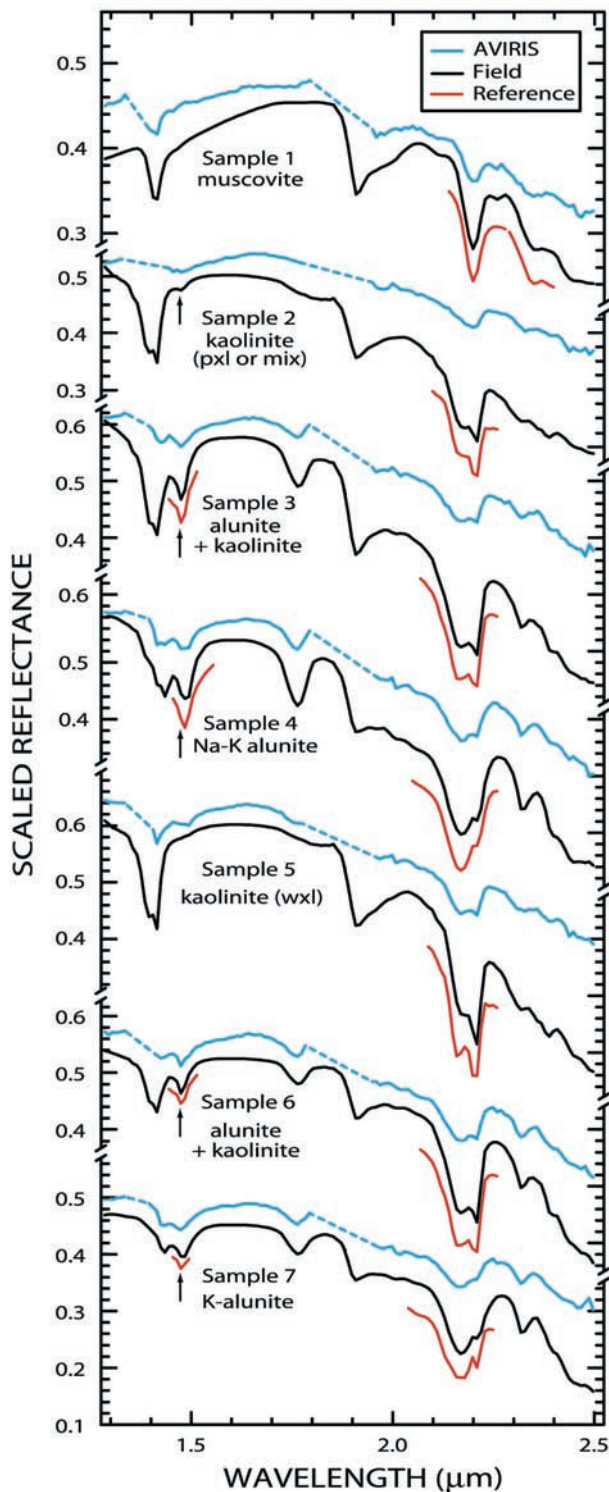 AVIRIS
Field
Reference
0.5
0.4
0.3
Sample 1
muscovite
0.5
0.4
0.3
Sample 2
kaolinite
(pxl or mix)
0.6
0.5
0.4
Sample 3
alunite
+ kaolinite
0.6
0.5
0.4
Sample 4
Na-K alunite
0.6
0.5
0.4
Sample 5
kaolinite (wxl)
0.6
0.5
0.4
Sample 6
alunite
+ kaolinite
0.5
0.4
0.3
0.2
0.1
Sample 7
K-alunite
SCALED REFLECTANCE
1.5
2.0
2.5
WAVELENGTH (μm)